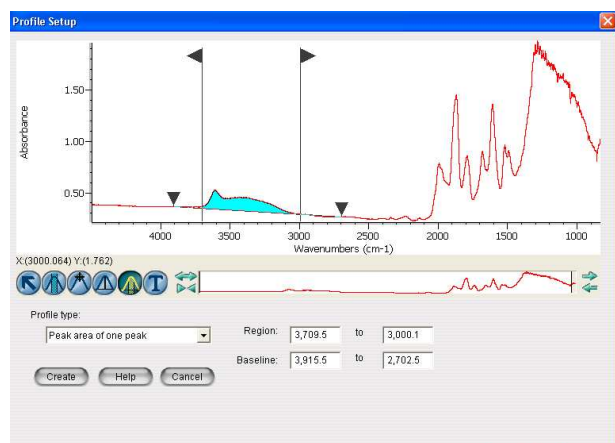 Profile Setup
Absorbance
1.50
1.00
0.50
4000 3500 3000 2500 2000 1500 1000
Wavenumbers (cm-1)
X:(3000.064) Y:(1.762)
T
Profile type:
Peak area of one peak
Region: 3,709.5 to 3,000.1
Baseline: 3,915.5 to 2,702.5
Create Help Cancel